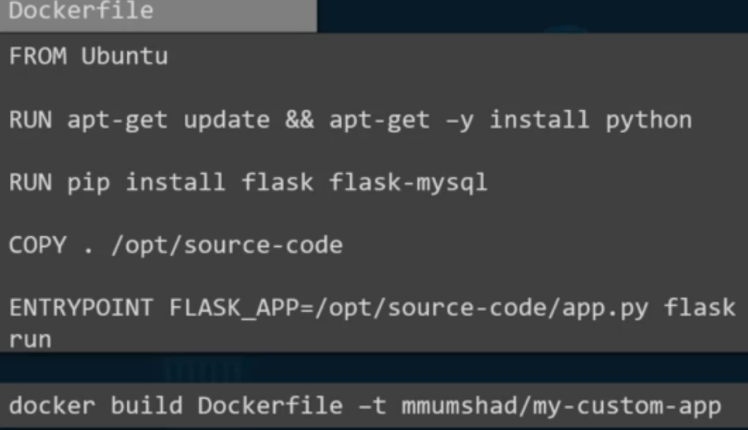 Dockerfile
FROM Ubuntu
RUN apt-get update && apt-get –y install python
RUN pip install flask flask-mysql
COPY . /opt/source-code
ENTRYPOINT FLASK_APP=/opt/source-code/app.py flask
run
docker build Dockerfile –t mmumshad/my-custom-app